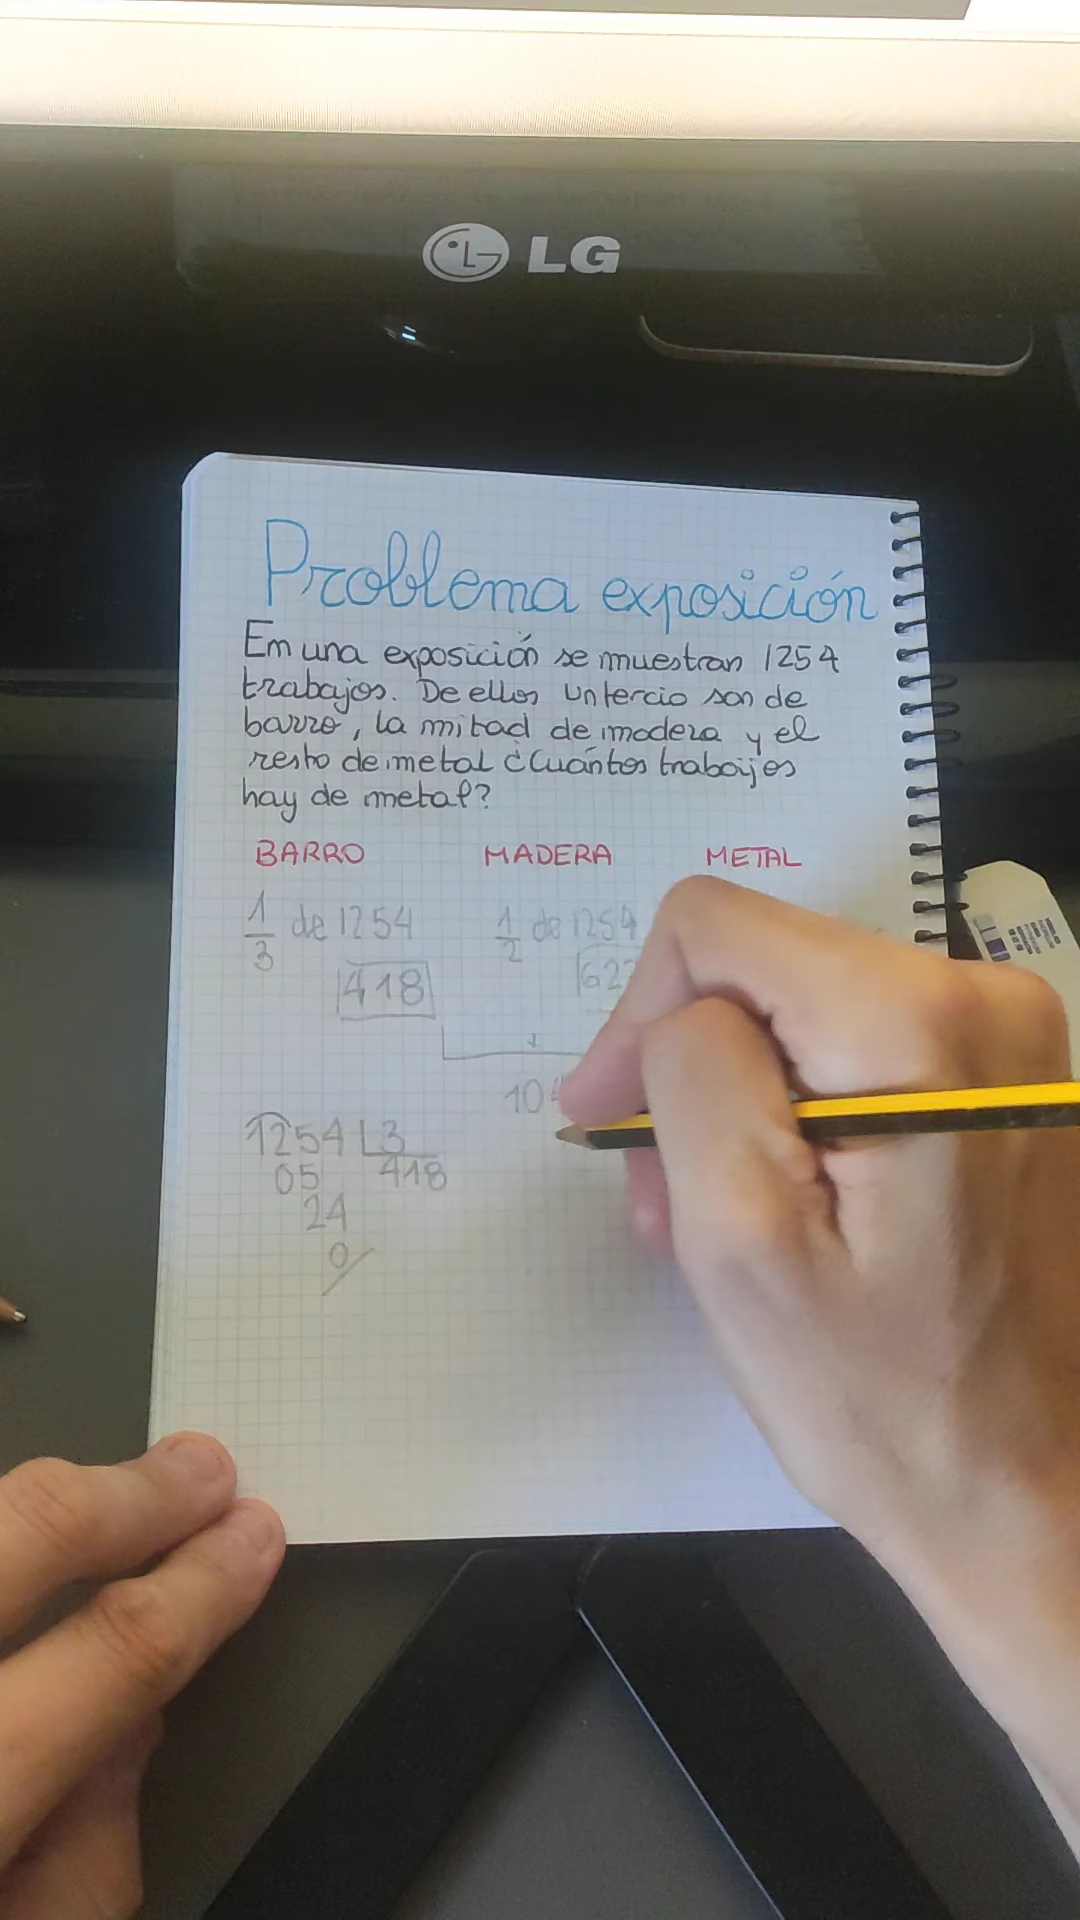 LG
Problema exposición
En una exposición se muestran 1254
trabajos. De ellos un tercio son de
barro, la mitad de madera y el
resto de metal ¿Cuántos trabajos
hay de metal?
BARRO MADERA METAL
1/3 de 1254 1/2 de 1254
418
+
1254 3
05 418
24
0